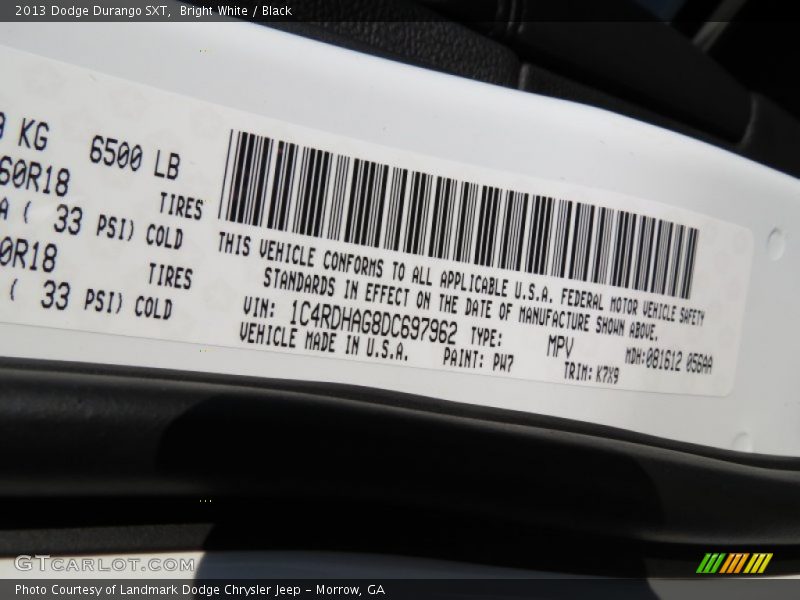 2013 Dodge Durango SXT, Bright White / Black
KG 6500 LB
60R18 TIRES
A ( 33 PSI) COLD
0R18 TIRES
( 33 PSI) COLD
THIS VEHICLE CONFORMS TO ALL APPLICABLE U.S.A. FEDERAL MOTOR VEHICLE SAFETY
STANDARDS IN EFFECT ON THE DATE OF MANUFACTURE SHOWN ABOVE.
VIN: 1C4RDHAG8DC697962 TYPE: MPV MDH:081612 056AA
VEHICLE MADE IN U.S.A. PAINT: PW7 TRIM: K7X9
GTCARLOT.COM
Photo Courtesy of Landmark Dodge Chrysler Jeep - Morrow, GA